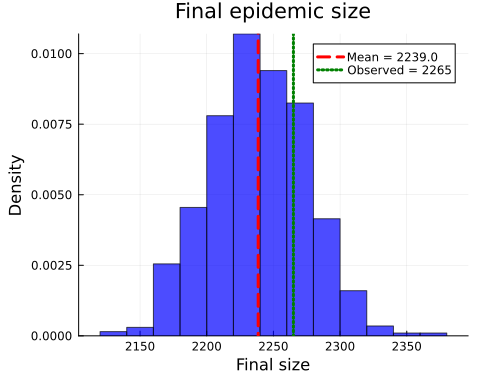 Final epidemic size
Density
0.0100
0.0075
0.0050
0.0025
0.0000
Mean = 2239.0
Observed = 2265
2150 2200 2250 2300 2350
Final size